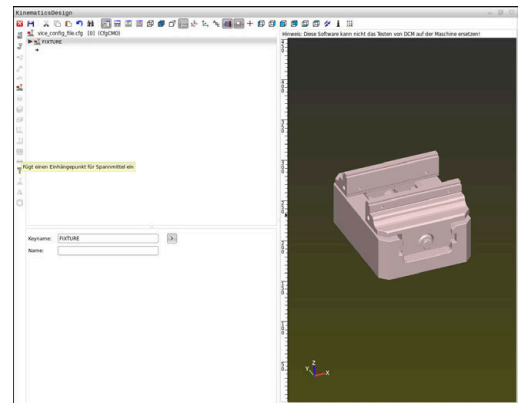 KinematicsDesign
vice_config_file.cfg [0] (CfgCMO)
Hinweis: Diese Software kann nicht das Testen von DCM auf der Maschine ersetzen!
FIXTURE
Fügt einen Einhängepunkt für Spannmittel ein
Keyname: FIXTURE >
Name:
Z
Y
X